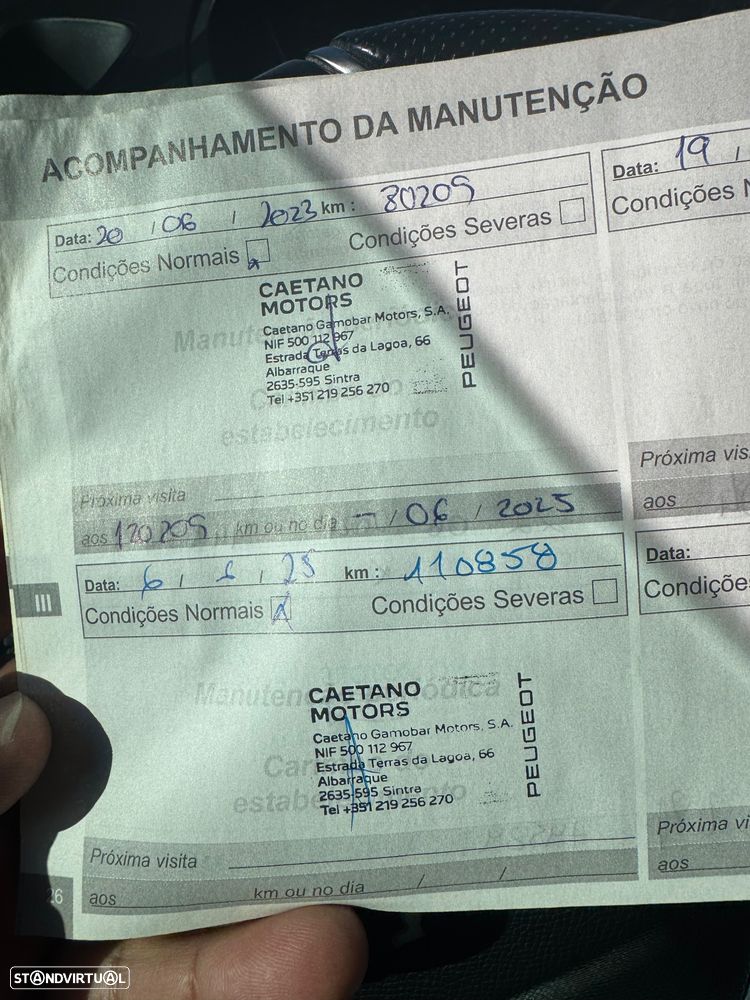 ACOMPANHAMENTO DA MANUTENÇÃO
Data: 20 / 06 / 2023 km : 80209
Condições Normais
Condições Severas
CAETANO
MOTORS
Caetano Gamobar Motors, S.A.
NIF 500 112 967
Estrada Terras da Lagoa, 66
Albarraque
2635-595 Sintra
Tel +351 219 256 270
PEUGEOT
estabelecimento
Próxima visita
aos 120209 km ou no dia - / 06 / 2025
Data: 6 / / 25 km : 110858
Condições Normais
Condições Severas
CAETANO
MOTORS
Caetano Gamobar Motors, S.A.
NIF 500 112 967
Estrada Terras da Lagoa, 66
Albarraque
2635-595 Sintra
Tel +351 219 256 270
PEUGEOT
Próxima visita
aos km ou no dia / /
III
26
Data: 19 /
Condições
Próxima
aos
Data:
Próxima
aos
STANDVIRTUAL